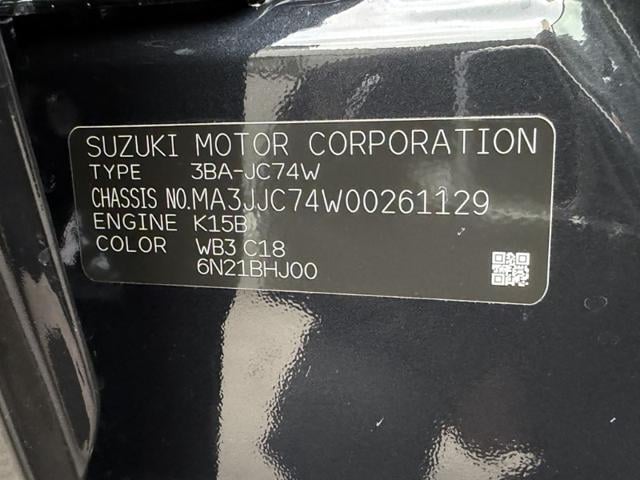 SUZUKI MOTOR CORPORATION
TYPE 3BA-JC74W
CHASSIS NO.MA3JJC74W00261129
ENGINE K15B
COLOR WB3 C18
6N21BHJ00